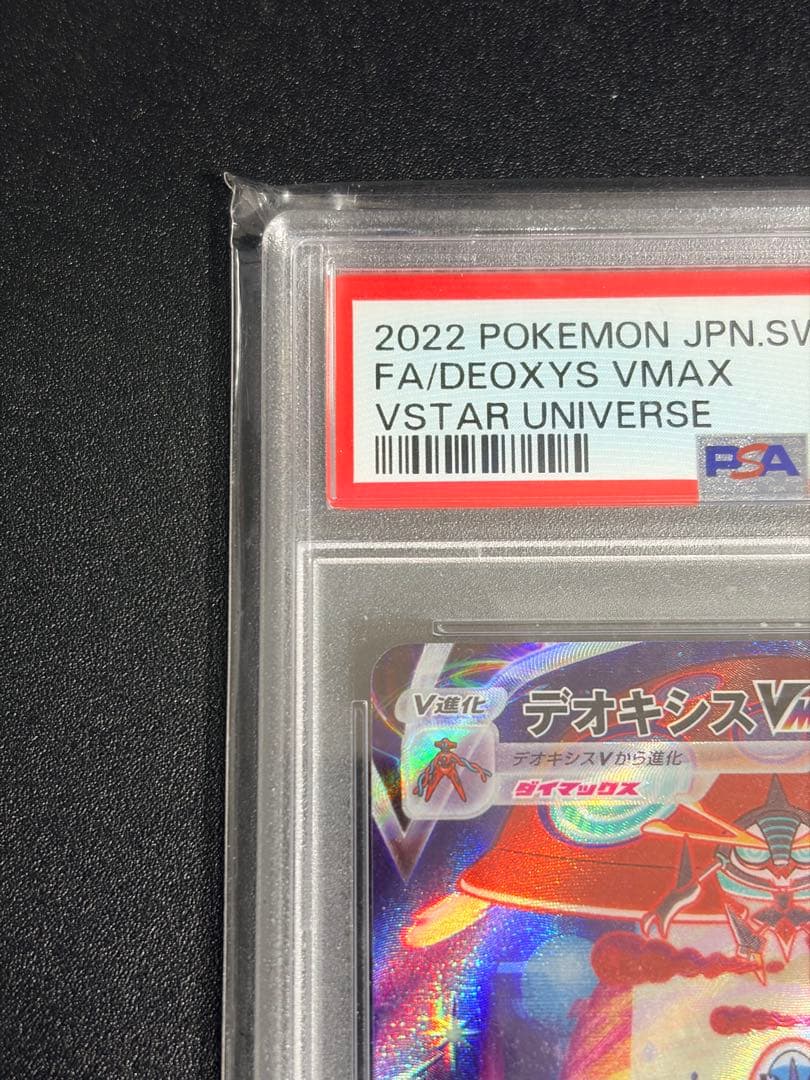 2022 POKEMON JPN.SV
FA/DEOXYS VMAX
VSTAR UNIVERSE
PSA
V進化
デオキシスVM
デオキシスVから進化
ダイマックス